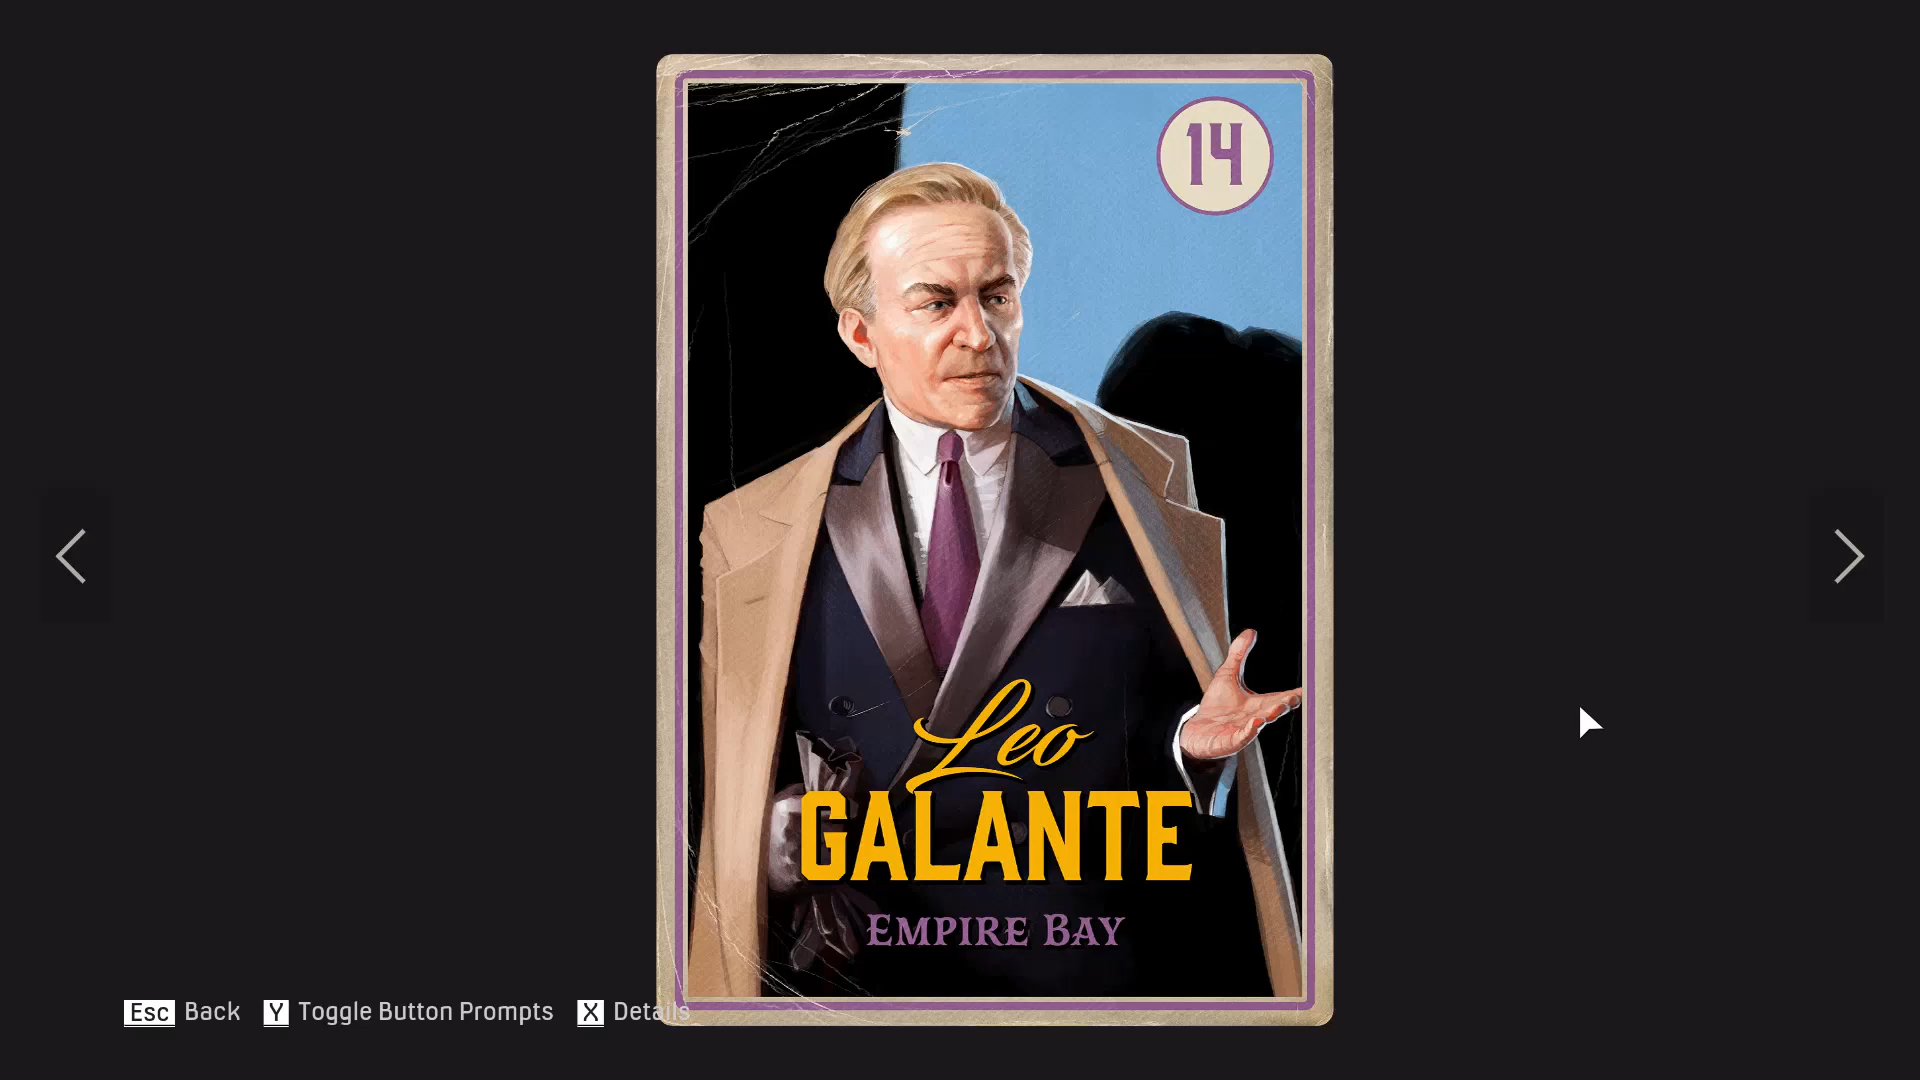 14
Leo
GALANTE
EMPIRE BAY
Esc Back Y Toggle Button Prompts X Details